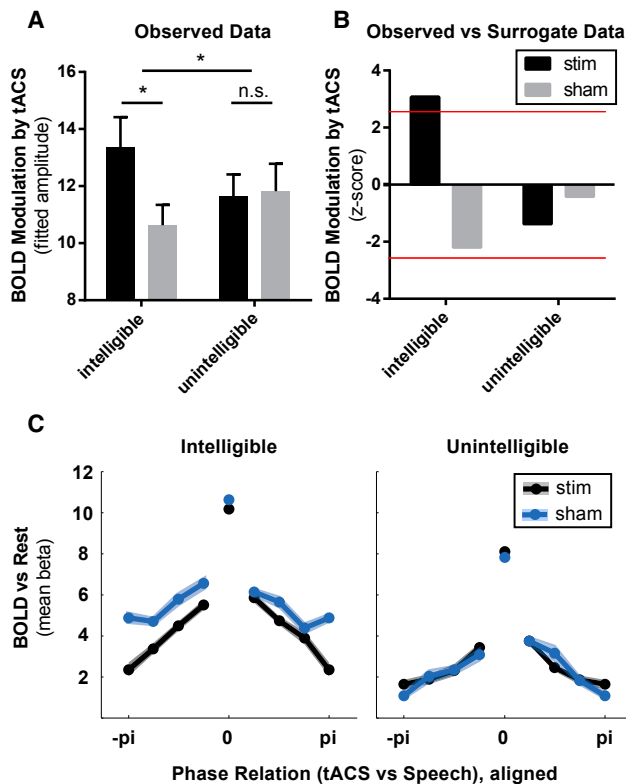 A
Observed Data
BOLD Modulation by tACS
(fitted amplitude)
16
14
12
10
8
*
*
n.s.
intelligible
unintelligible
B
Observed vs Surrogate Data
BOLD Modulation by tACS
(z-score)
4
2
0
-2
-4
stim
sham
intelligible
unintelligible
C
Intelligible
Unintelligible
BOLD vs Rest
(mean beta)
12
10
8
6
4
2
stim
sham
-pi 0 pi
-pi 0 pi
Phase Relation (tACS vs Speech), aligned